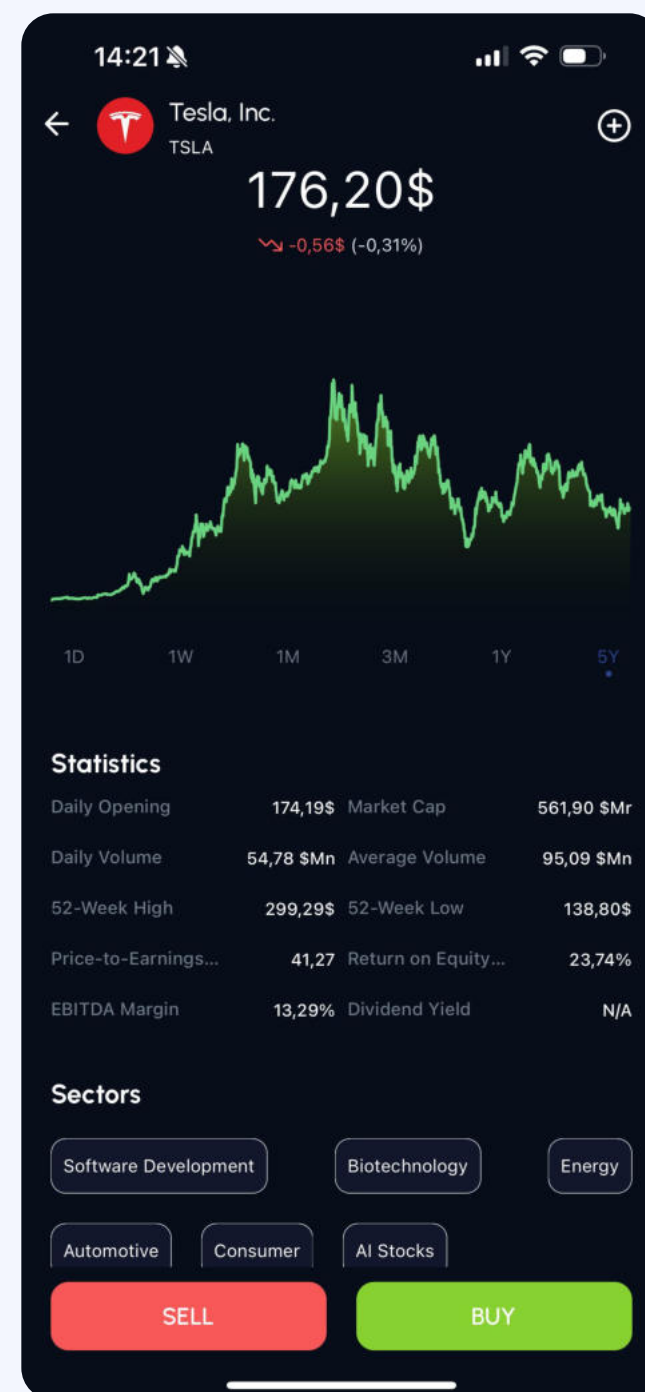 14:21
Tesla, Inc.
TSLA
176,20$
-0,56$ (-0,31%)
1D 1W 1M 3M 1Y 5Y
Statistics
Daily Opening 174,19$ Market Cap 561,90 $Mr
Daily Volume 54,78 $Mn Average Volume 95,09 $Mn
52-Week High 299,29$ 52-Week Low 138,80$
Price-to-Earnings... 41,27 Return on Equity... 23,74%
EBITDA Margin 13,29% Dividend Yield N/A
Sectors
Software Development Biotechnology Energy
Automotive Consumer AI Stocks
SELL BUY